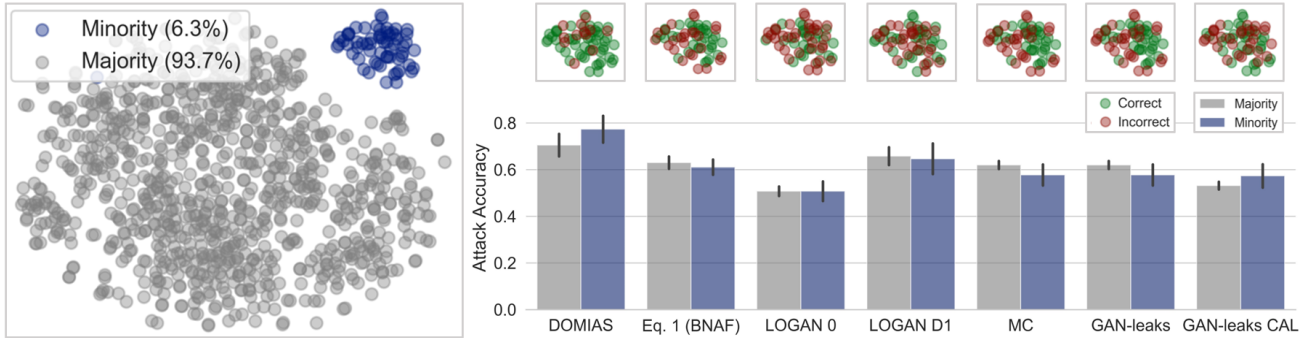 Minority (6.3%)
Majority (93.7%)
Correct
Incorrect
Majority
Minority
Attack Accuracy
0.8
0.6
0.4
0.2
0.0
DOMIAS
Eq. 1 (BNAF)
LOGAN 0
LOGAN D1
MC
GAN-leaks
GAN-leaks CAL